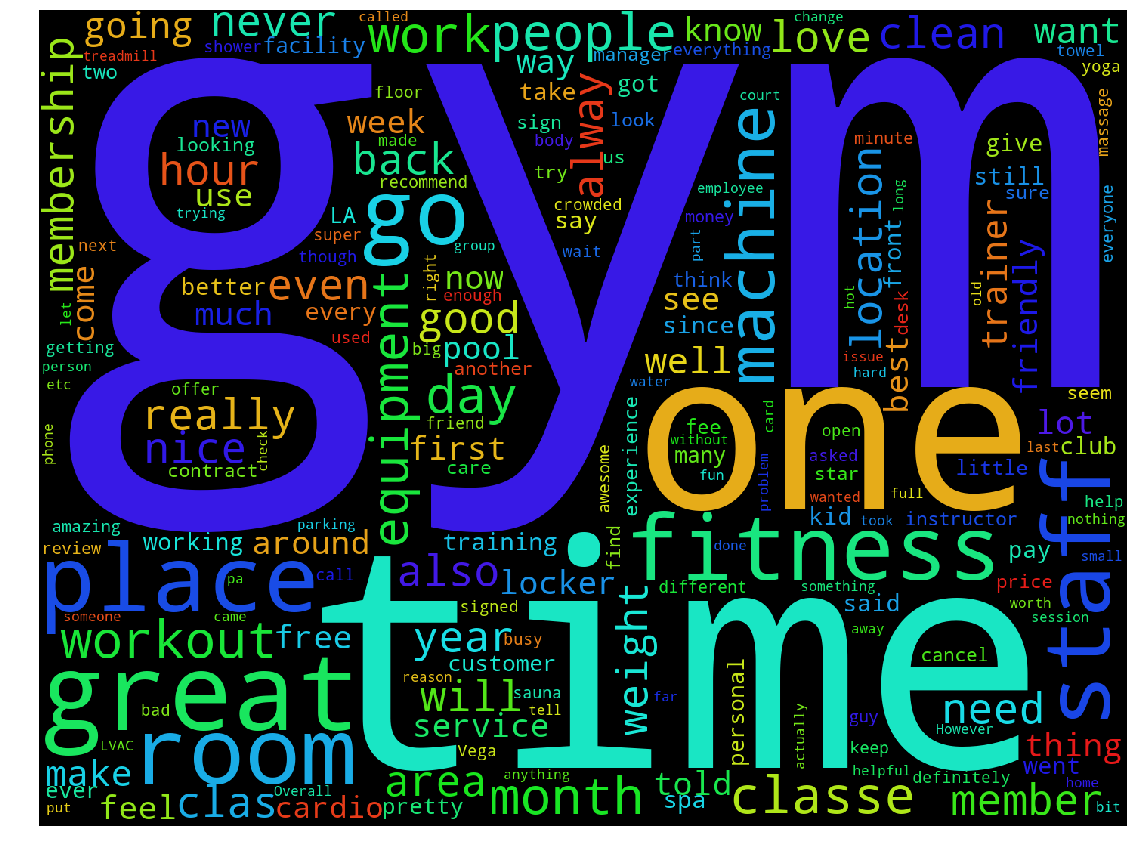 going
never
work
people
know
love
clean
want
called
change
treadmill
shower
facility
two
membership
way
manager
everything
towel
yoga
take
got
alway
gym
floor
new
looking
hour
use
trying
week
made
back
recommend
sign
body
look
try
us
court
minute
give
massage
LA
super
though
go
group
crowded
say
wait
employee
money
part
machine
location
front
long
still
sure
trainer
everyone
next
come
let
better
even
much
every
right
now
enough
think
see
since
hot
old
friendly
getting
person
etc
used
equipment
good
big
pool
another
well
issue
desk
hard
best
offer
day
water
one
seem
really
nice
check
contract
phone
friend
first
care
awesome
experience
fee
without
many
fun
card
problem
open
asked
star
wanted
full
lot
last
club
little
staff
help
nothing
amazing
parking
review
working
around
training
find
fitness
done
kid
took
instructor
pay
small
place
pa
call
also
locker
time
different
something
said
price
worth
session
someone
came
signed
weight
away
workout
free
year
busy
customer
reason
far
cancel
great
bad
will
sauna
tell
service
personal
actually
guy
need
However
LVAC
room
Vega
keep
thing
make
area
anything
told
helpful
definitely
went
home
ever
put
feel
clas
Overall
cardio
pretty
month
spa
classe
member
bit